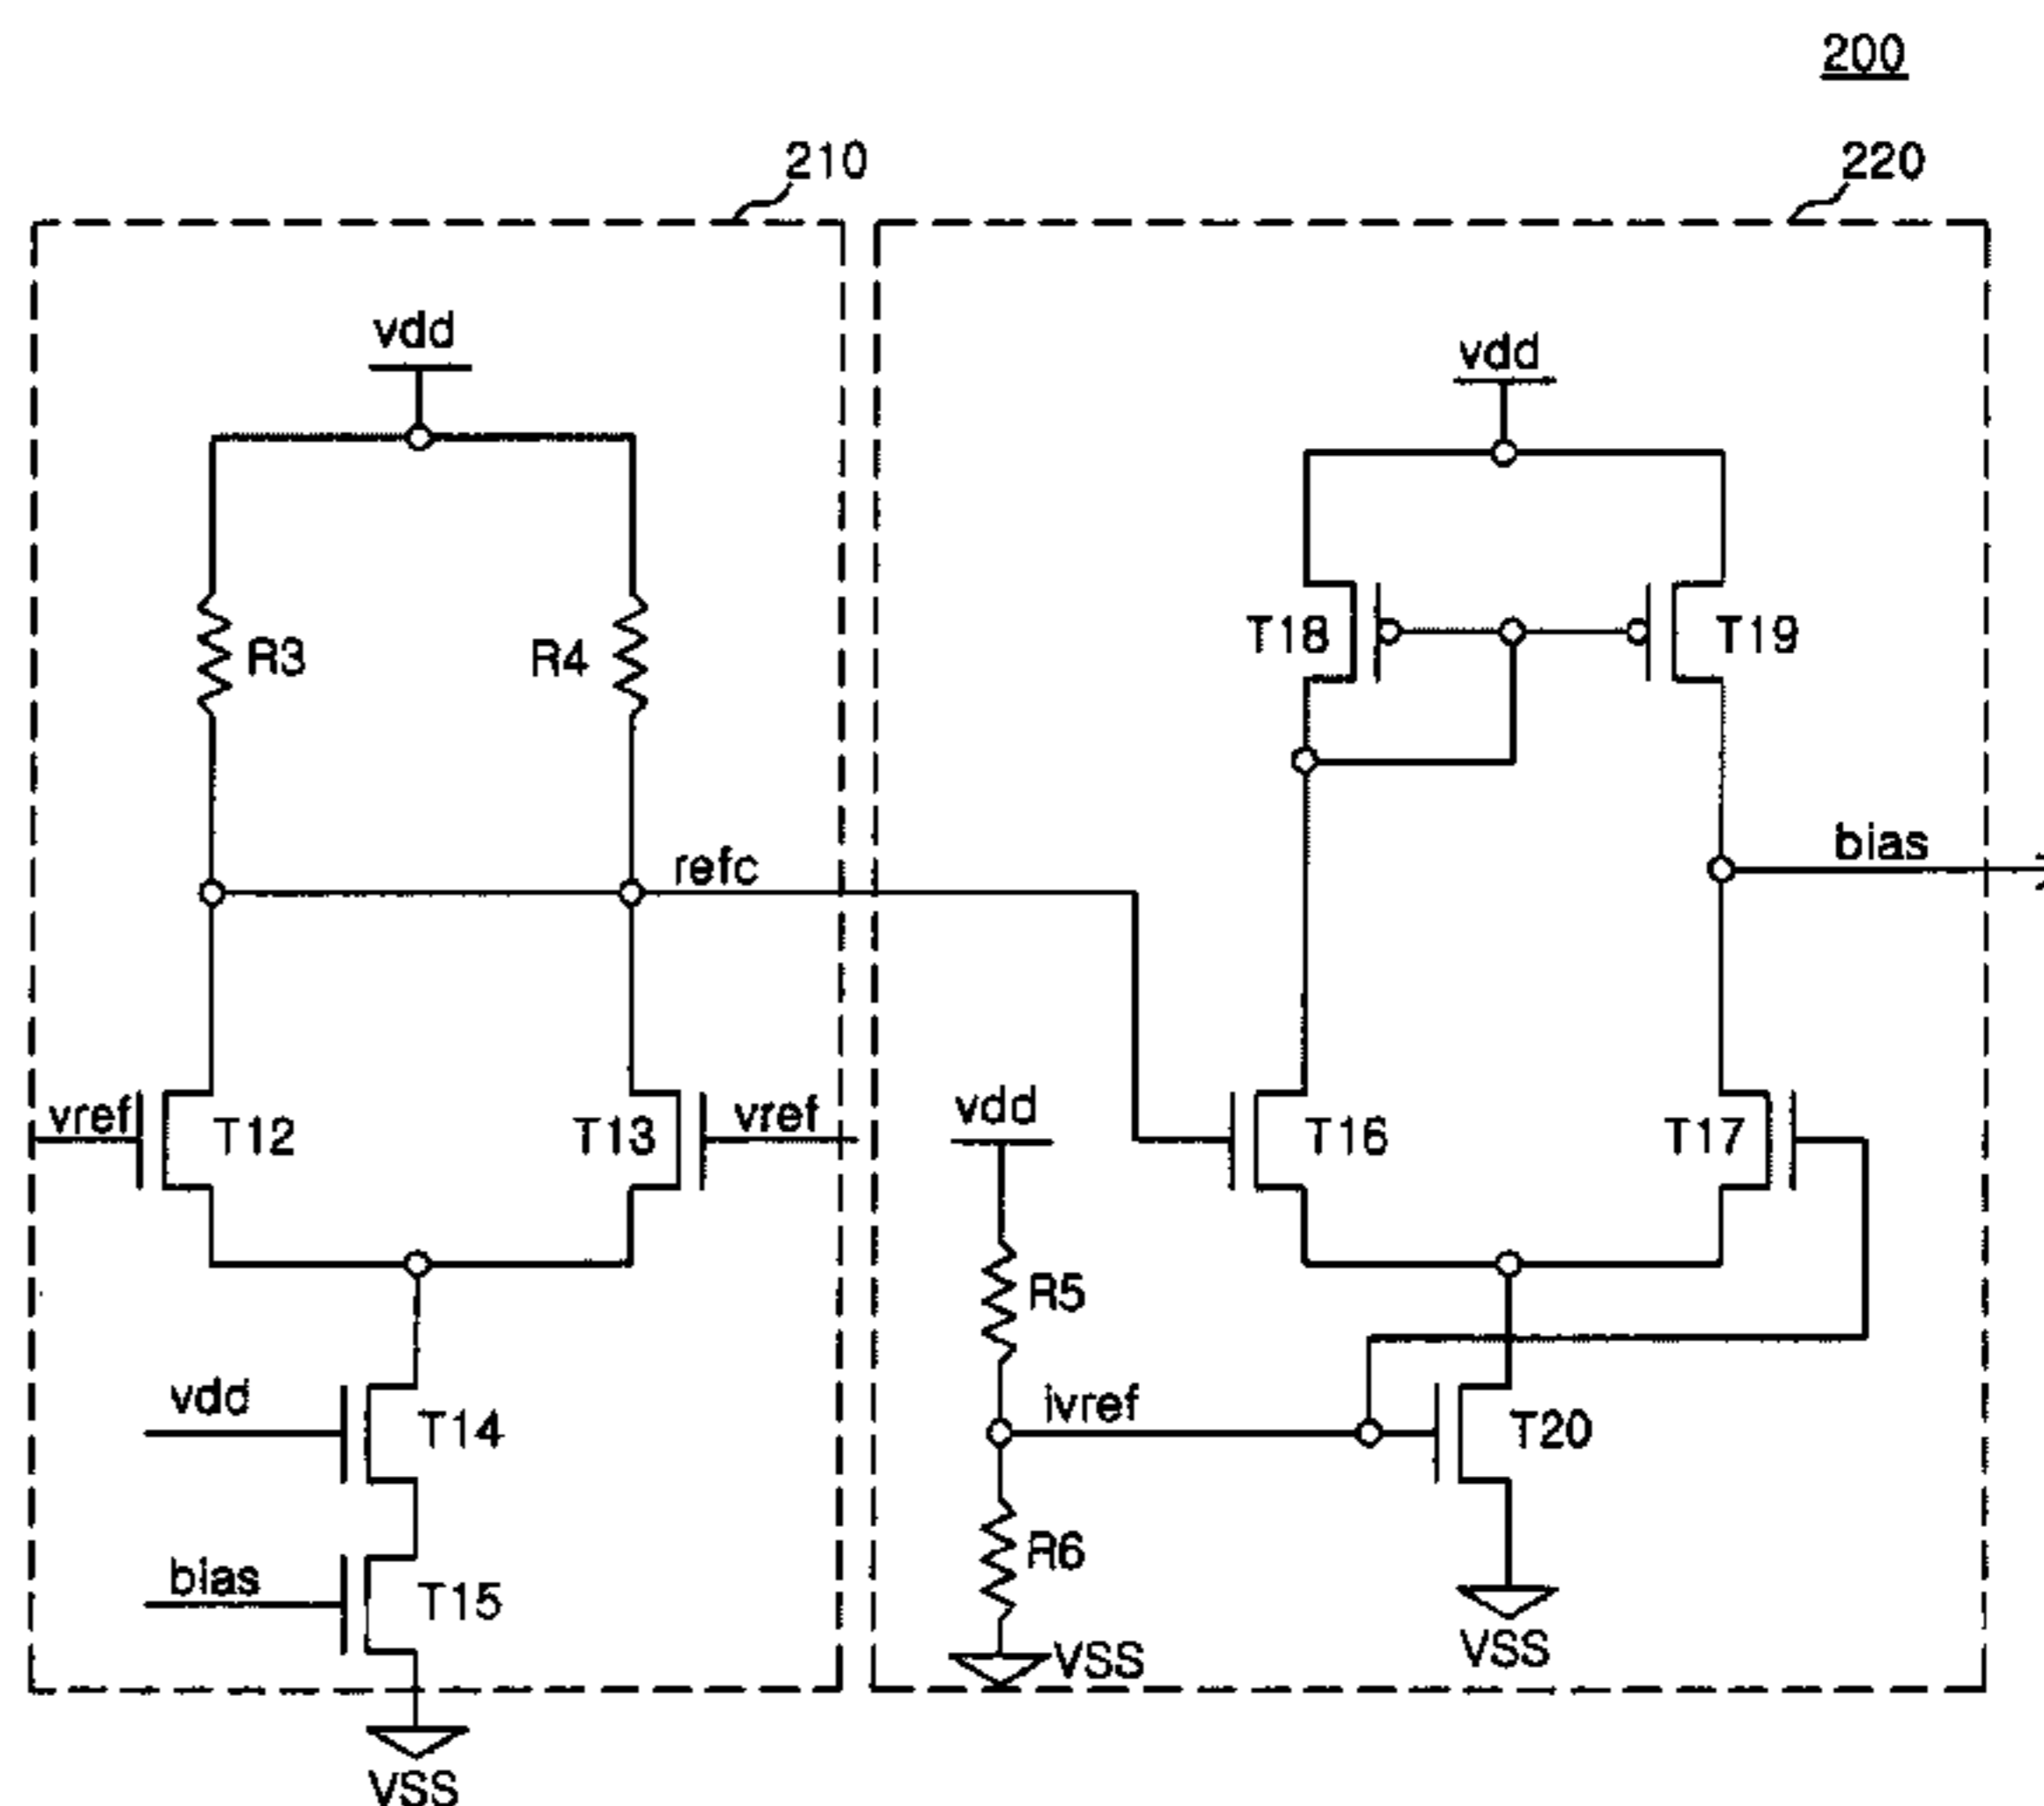 200
210
220
vdd
vdd
R3
R4
T18
T19
refc
bias
vref
T12
T13
vref
vdd
T16
T17
R5
vdd
T14
ivref
T20
bias
T15
R6
VSS
VSS
VSS